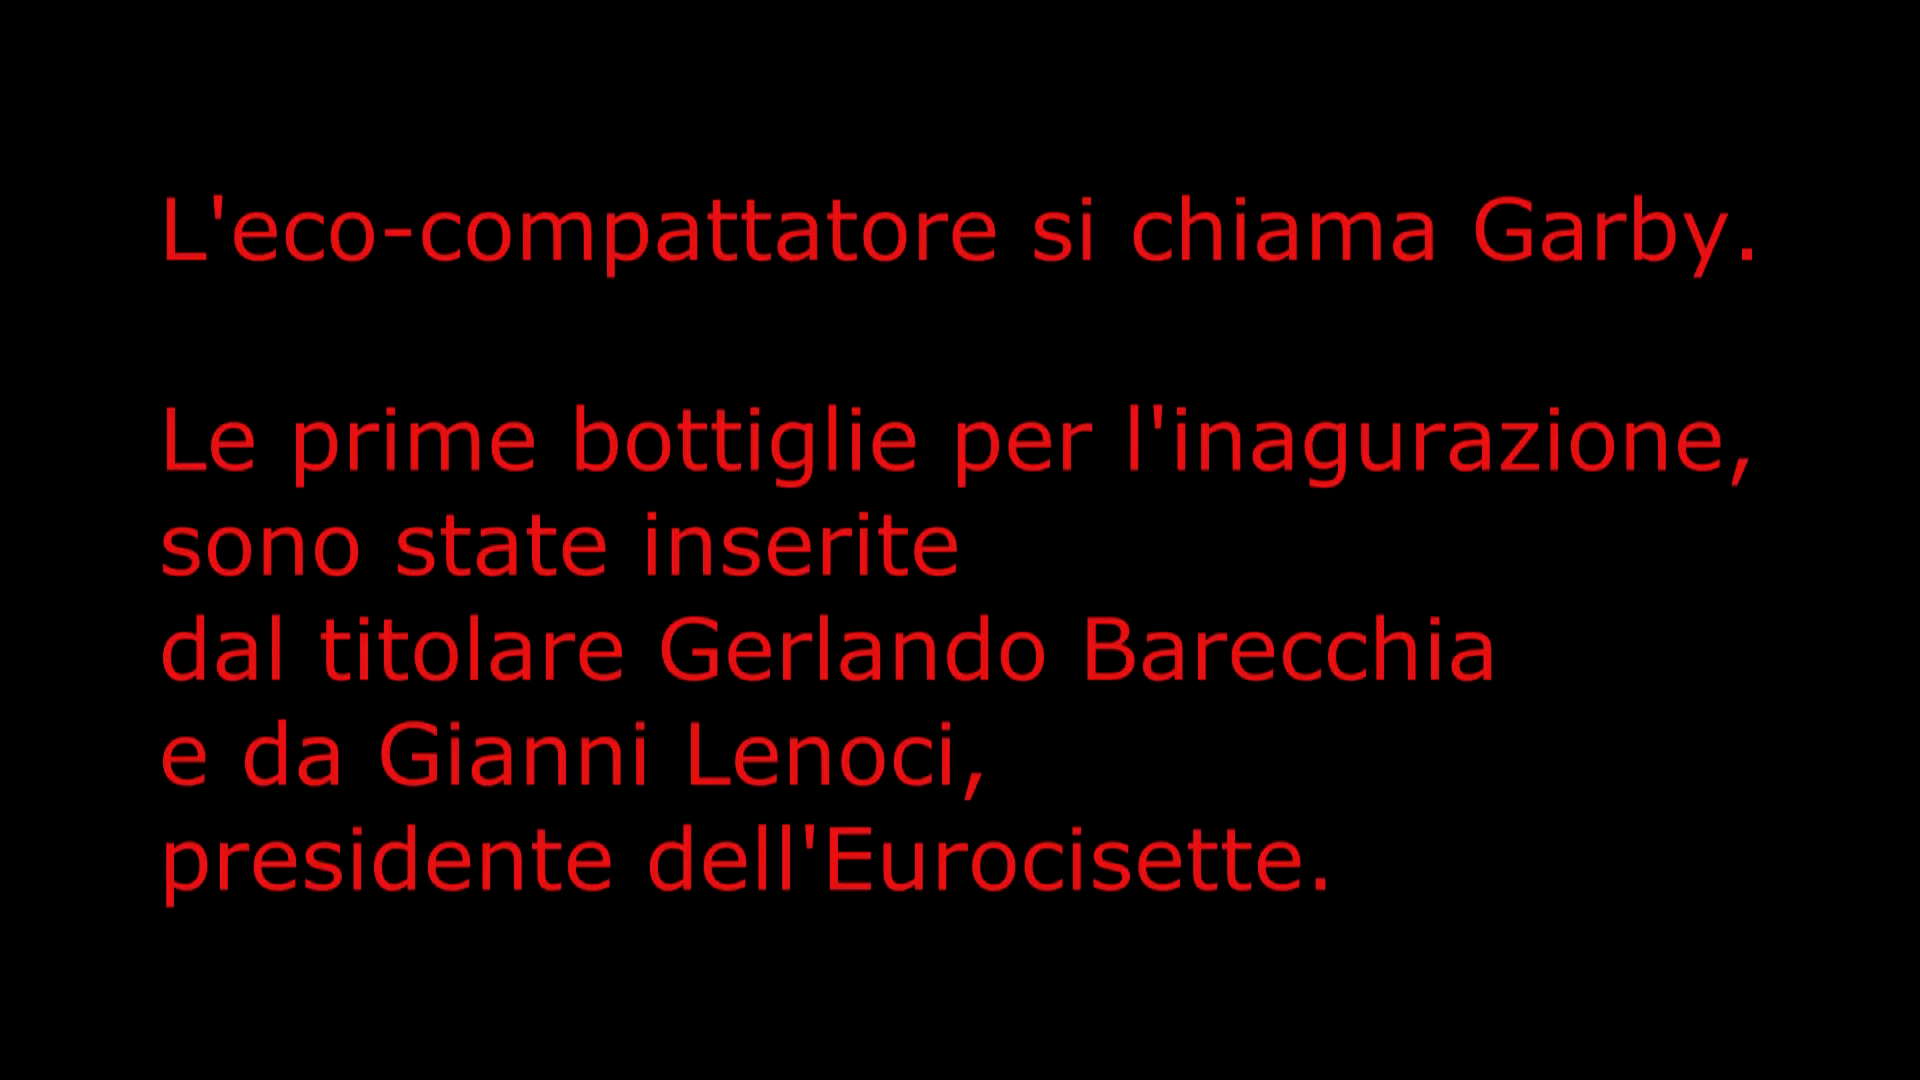 L'eco-compattatore si chiama Garby.
Le prime bottiglie per l'inagurazione,
sono state inserite
dal titolare Gerlando Barecchia
e da Gianni Lenoci,
presidente dell'Eurocisette.